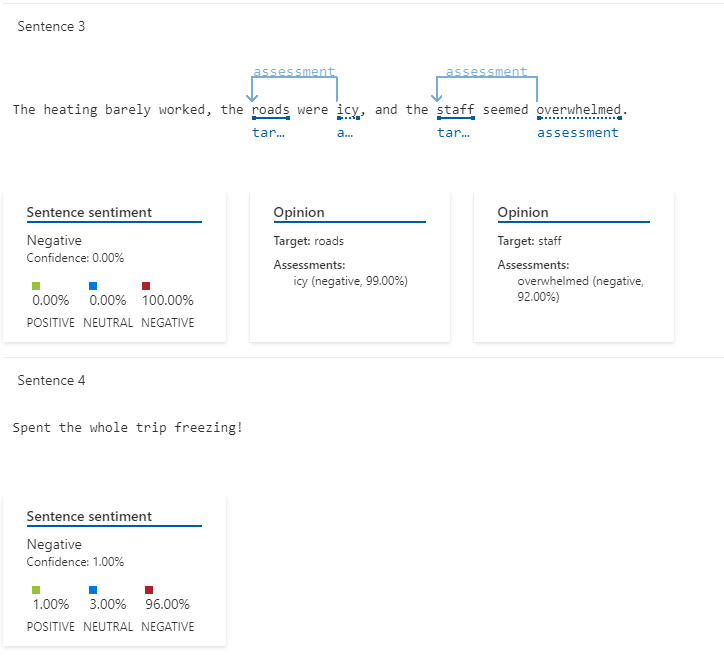 Sentence 3
assessment assessment
The heating barely worked, the roads were icy, and the staff seemed overwhelmed.
tar... a... tar... assessment
Sentence sentiment
Negative
Confidence: 0.00%
0.00% 0.00% 100.00%
POSITIVE NEUTRAL NEGATIVE
Opinion
Target: roads
Assessments:
icy (negative, 99.00%)
Opinion
Target: staff
Assessments:
overwhelmed (negative,
92.00%)
Sentence 4
Spent the whole trip freezing!
Sentence sentiment
Negative
Confidence: 1.00%
1.00% 3.00% 96.00%
POSITIVE NEUTRAL NEGATIVE